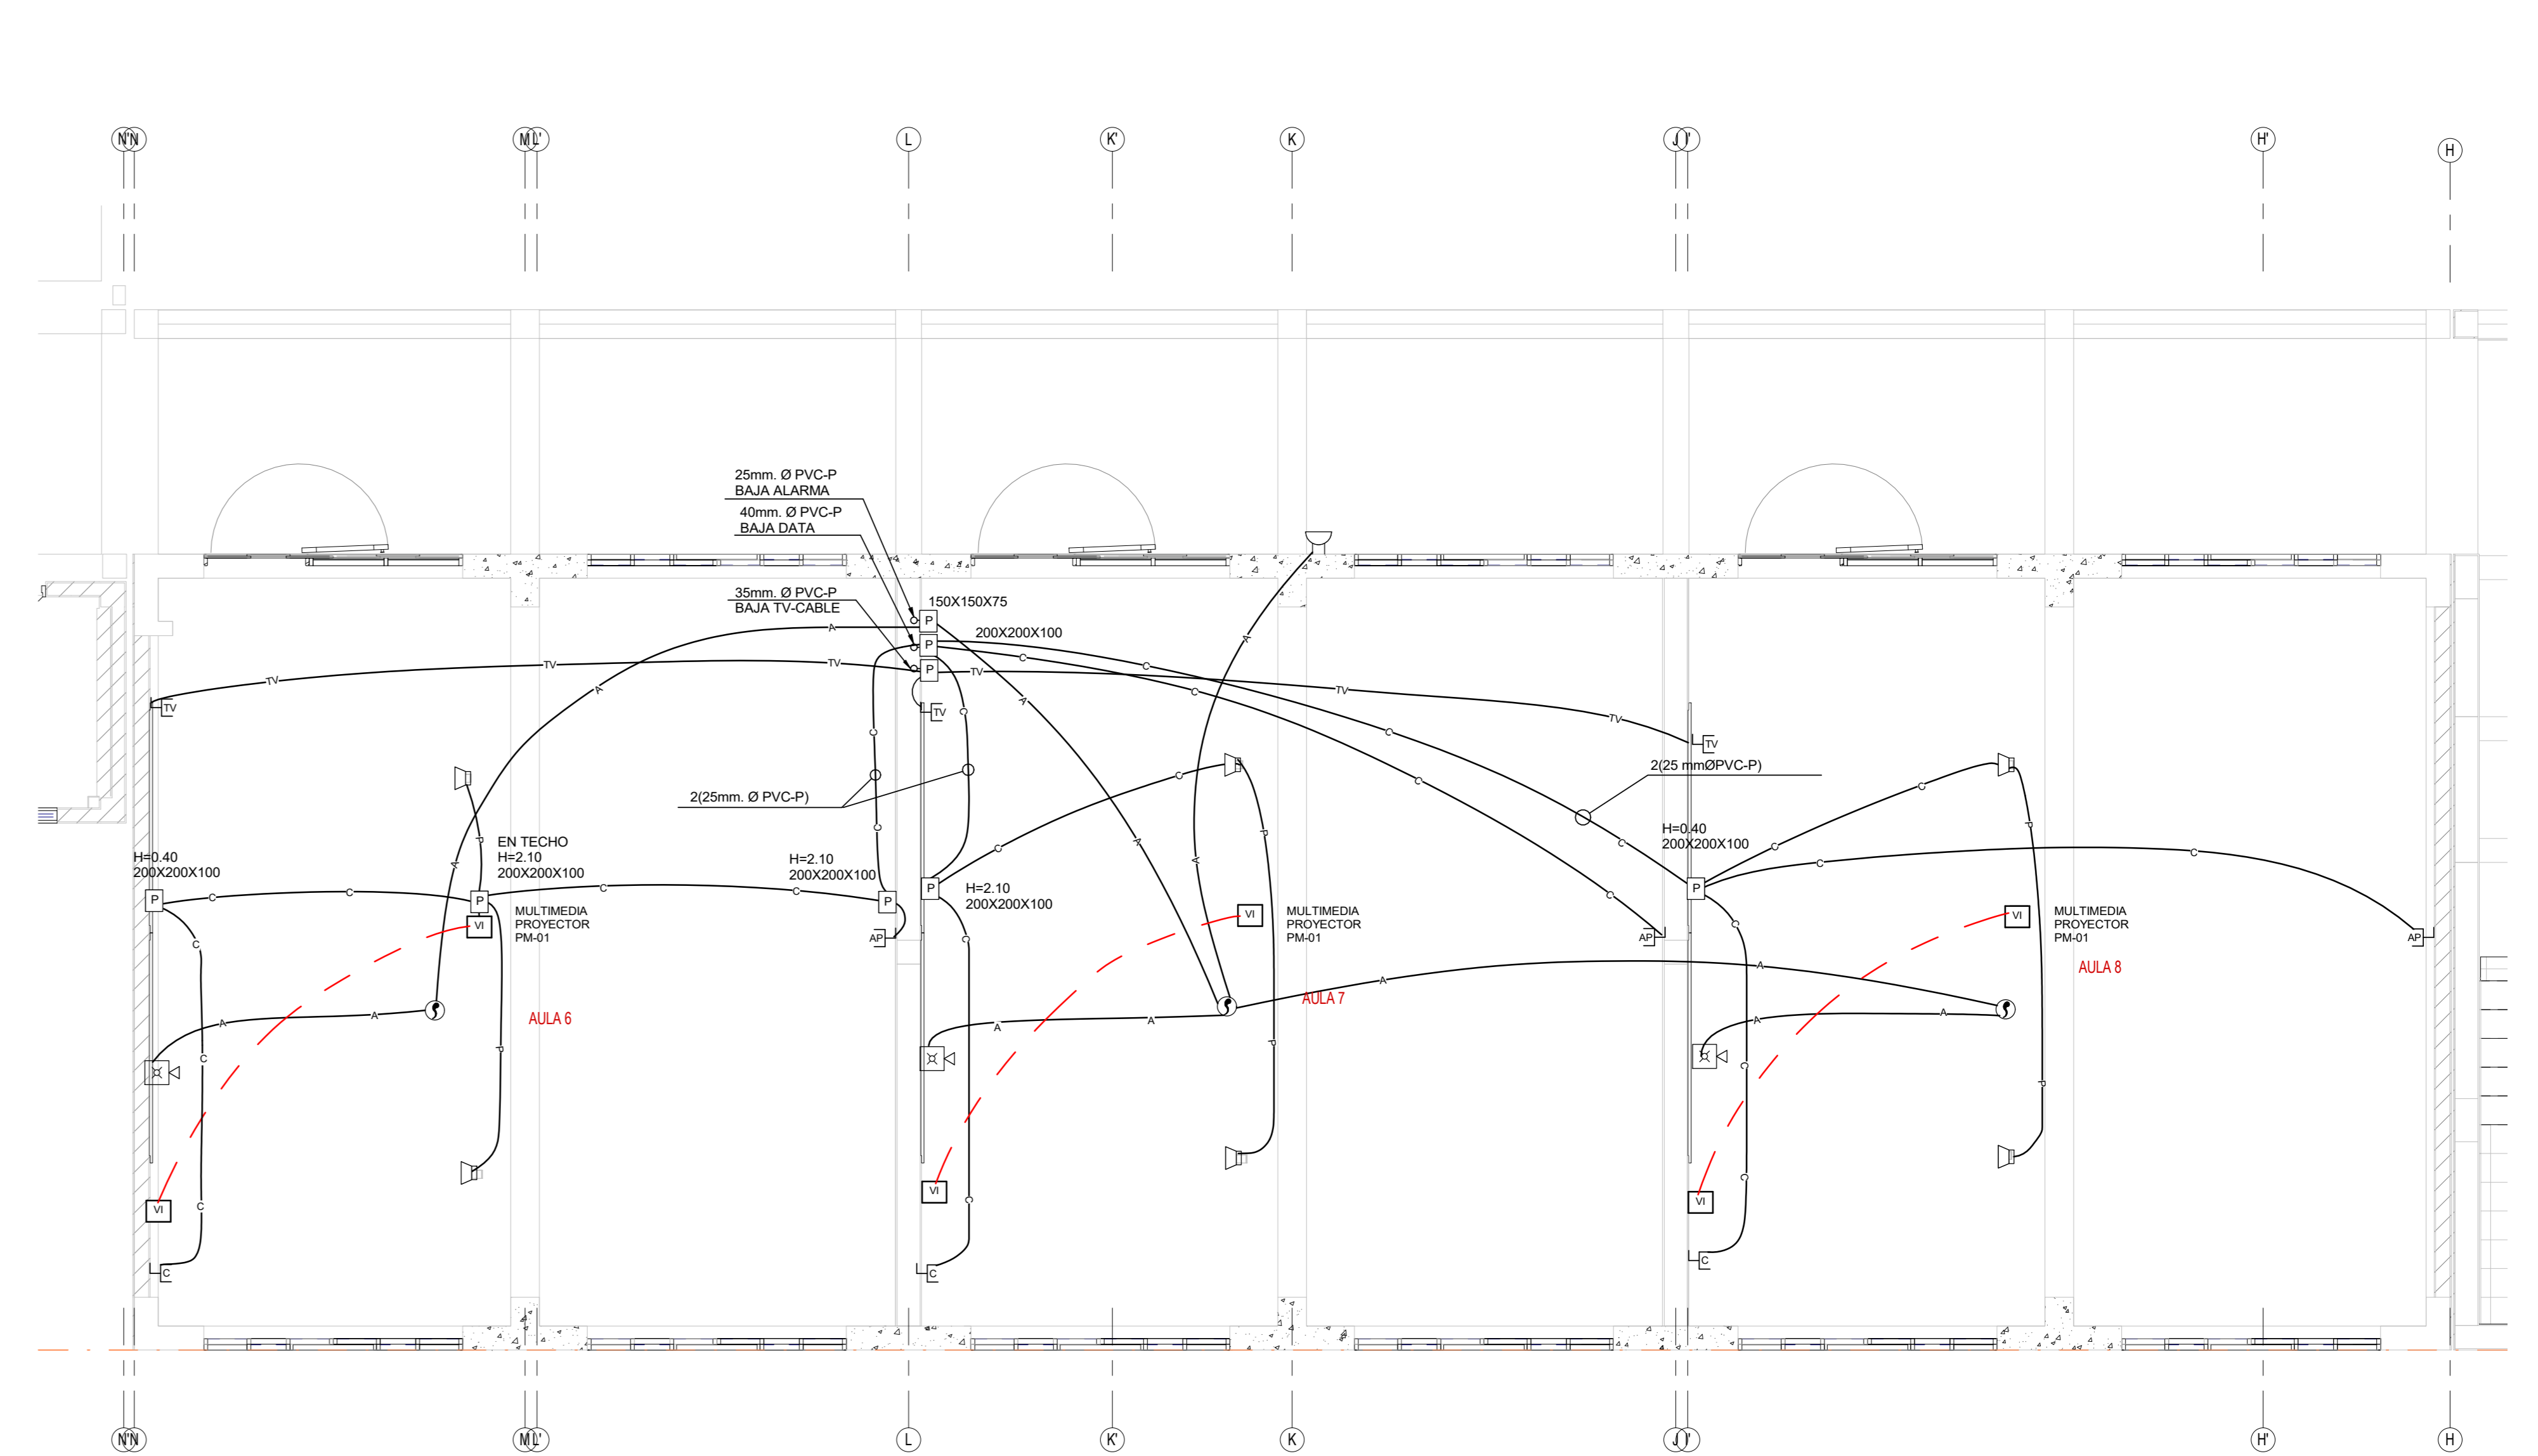 N' N M L' L K' K J I' H' H
25mm. Ø PVC-P
BAJA ALARMA
40mm. Ø PVC-P
BAJA DATA
35mm. Ø PVC-P
BAJA TV-CABLE
150X150X75
200X200X100
P
P
P
A
C
C
A
TV TV TV TV TV TV
A
C
A
C
TV
TV
TV
C
C
C
C
2(25 mmØPVC-P)
2(25mm. Ø PVC-P)
C
C
C
P
P
P
C
A
A
A
C
C
C
C
C
H=0.40
200X200X100
EN TECHO
H=2.10
200X200X100
H=2.10
200X200X100
H=2.10
200X200X100
H=0.40
200X200X100
P
C
C
P
C
C
P
P
P
VI
MULTIMEDIA
PROYECTOR
PM-01
VI
MULTIMEDIA
PROYECTOR
PM-01
VI
MULTIMEDIA
PROYECTOR
PM-01
AP
AP
AP
C
C
C
C
AULA 6
AULA 7
AULA 8
A
A
A
A
A
A
A
A
P
P
P
C
C
C
C
C
VI
VI
VI
C
C
C
N' N M L' L K' K J I' H' H